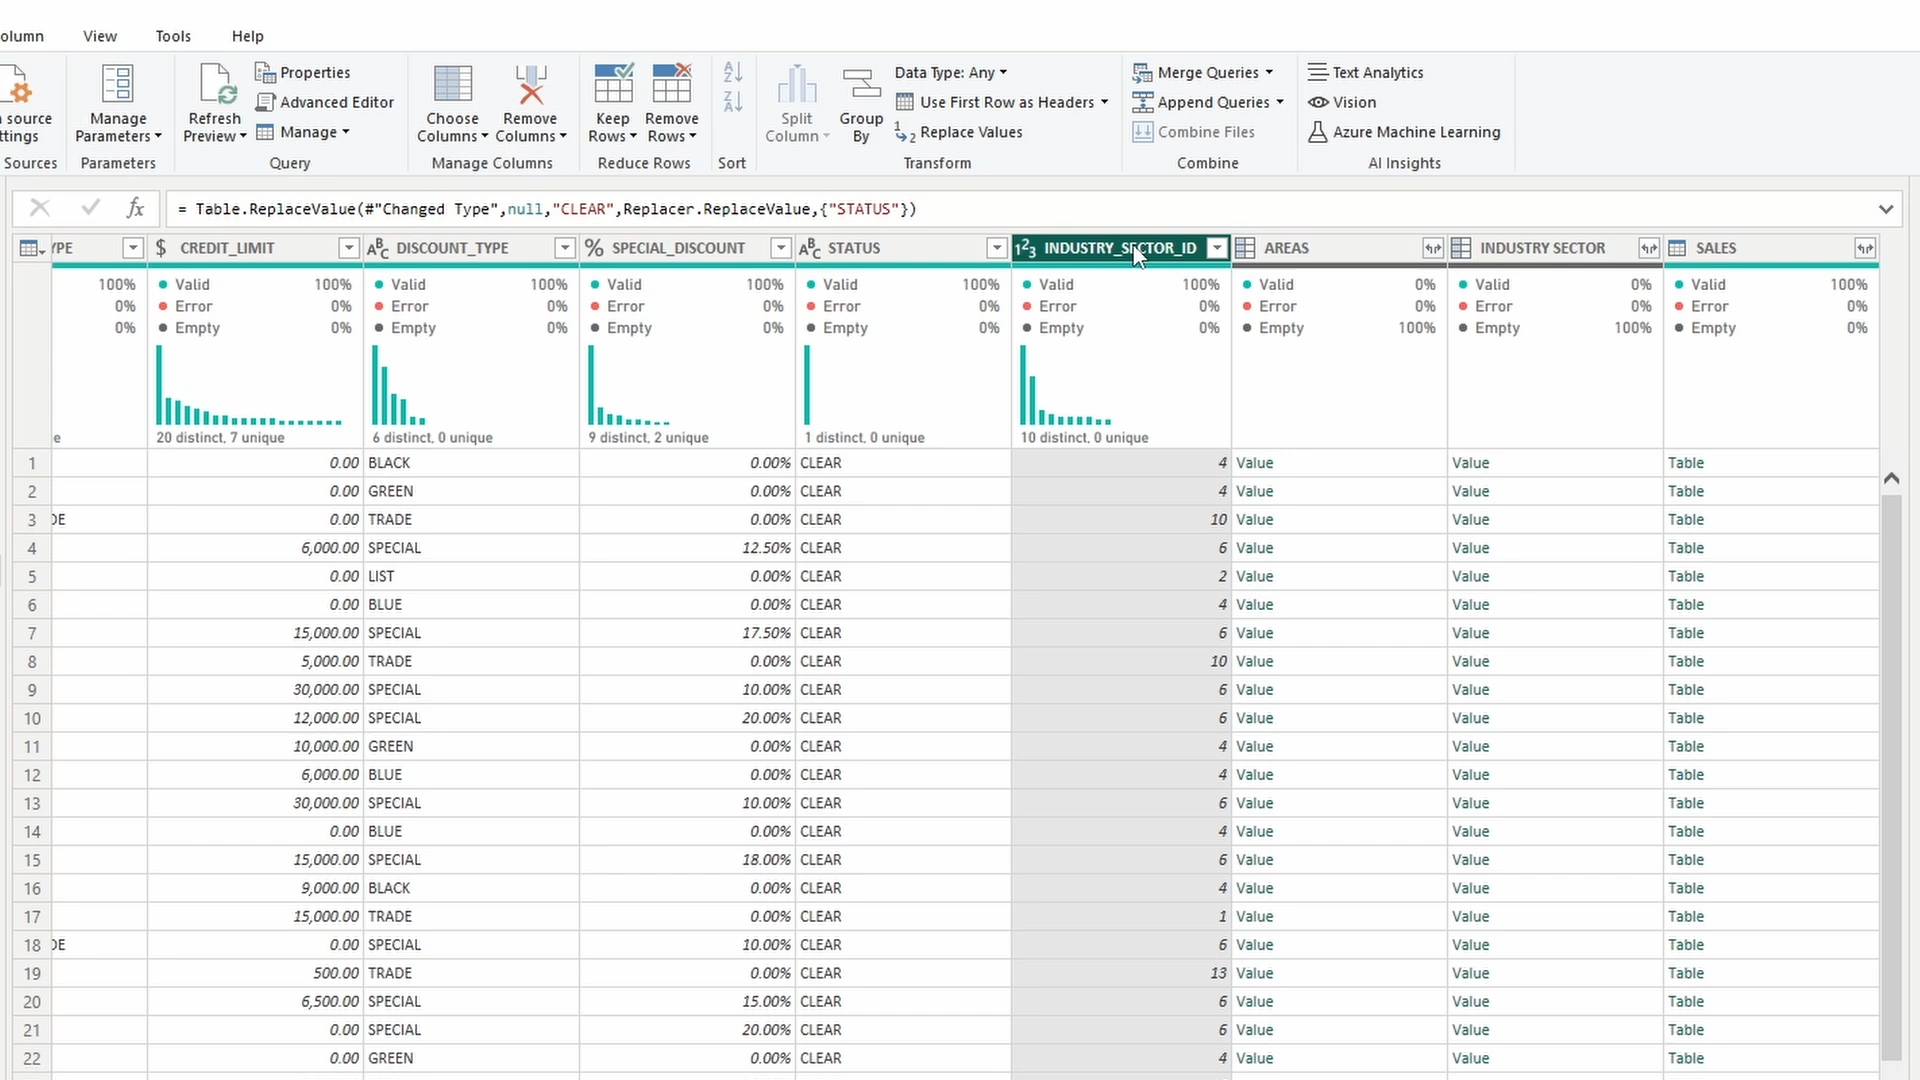 olumn View Tools Help
Properties
Advanced Editor
Manage
source
ttings
Manage
Parameters
Refresh
Preview
Choose
Columns
Remove
Columns
Keep
Rows
Remove
Rows
Split
Column
Group
By
Data Type: Any
Use First Row as Headers
Replace Values
Merge Queries
Append Queries
Combine Files
Text Analytics
Vision
Azure Machine Learning
Sources Parameters Query Manage Columns Reduce Rows Sort Transform Combine AI Insights
fx = Table.ReplaceValue(#"Changed Type",null,"CLEAR",Replacer.ReplaceValue,{"STATUS"})
YPE $ CREDIT_LIMIT ABC DISCOUNT_TYPE % SPECIAL_DISCOUNT ABC STATUS 123 INDUSTRY_SECTOR_ID AREAS INDUSTRY SECTOR SALES
100% Valid 100% Valid 100% Valid 100% Valid 100% Valid 100% Valid 0% Valid 0% Valid 100%
0% Error 0% Error 0% Error 0% Error 0% Error 0% Error 0% Error 0% Error 0%
0% Empty 0% Empty 0% Empty 0% Empty 0% Empty 0% Empty 100% Empty 100% Empty 0%
e 20 distinct, 7 unique 6 distinct, 0 unique 9 distinct, 2 unique 1 distinct, 0 unique 10 distinct, 0 unique
1 0.00 BLACK 0.00% CLEAR 4 Value Value Table
2 0.00 GREEN 0.00% CLEAR 4 Value Value Table
3 DE 0.00 TRADE 0.00% CLEAR 10 Value Value Table
4 6,000.00 SPECIAL 12.50% CLEAR 6 Value Value Table
5 0.00 LIST 0.00% CLEAR 2 Value Value Table
6 0.00 BLUE 0.00% CLEAR 4 Value Value Table
7 15,000.00 SPECIAL 17.50% CLEAR 6 Value Value Table
8 5,000.00 TRADE 0.00% CLEAR 10 Value Value Table
9 30,000.00 SPECIAL 10.00% CLEAR 6 Value Value Table
10 12,000.00 SPECIAL 20.00% CLEAR 6 Value Value Table
11 10,000.00 GREEN 0.00% CLEAR 4 Value Value Table
12 6,000.00 BLUE 0.00% CLEAR 4 Value Value Table
13 30,000.00 SPECIAL 10.00% CLEAR 6 Value Value Table
14 0.00 BLUE 0.00% CLEAR 4 Value Value Table
15 15,000.00 SPECIAL 18.00% CLEAR 6 Value Value Table
16 9,000.00 BLACK 0.00% CLEAR 4 Value Value Table
17 15,000.00 TRADE 0.00% CLEAR 1 Value Value Table
18 DE 0.00 SPECIAL 10.00% CLEAR 6 Value Value Table
19 500.00 TRADE 0.00% CLEAR 13 Value Value Table
20 6,500.00 SPECIAL 15.00% CLEAR 6 Value Value Table
21 0.00 SPECIAL 20.00% CLEAR 6 Value Value Table
22 0.00 GREEN 0.00% CLEAR 4 Value Value Table